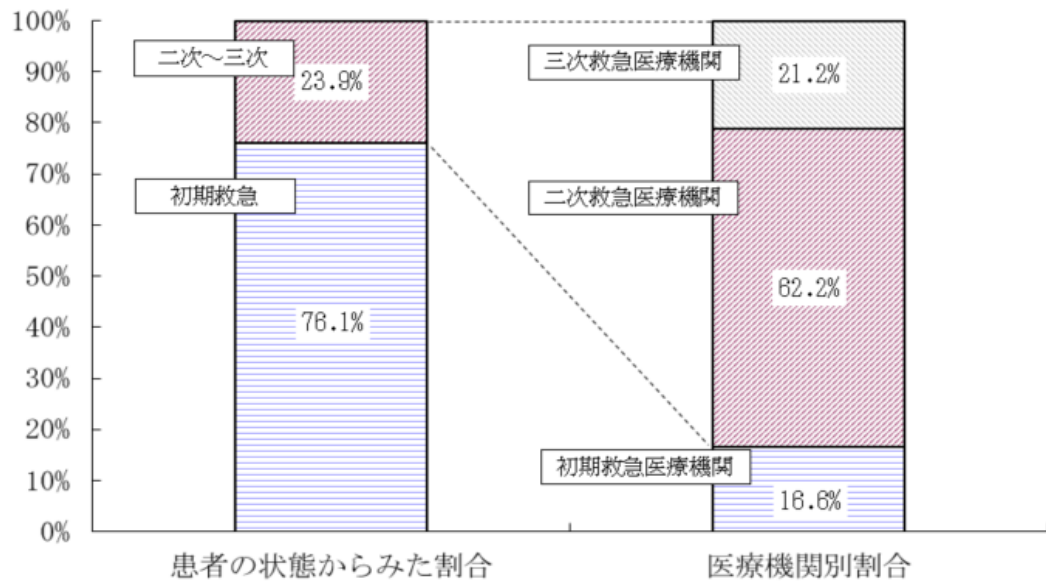 100%
90%
80%
70%
60%
50%
40%
30%
20%
10%
0%
二次～三次
23.9%
初期救急
76.1%
三次救急医療機関
21.2%
二次救急医療機関
62.2%
初期救急医療機関
16.6%
患者の状態からみた割合
医療機関別割合